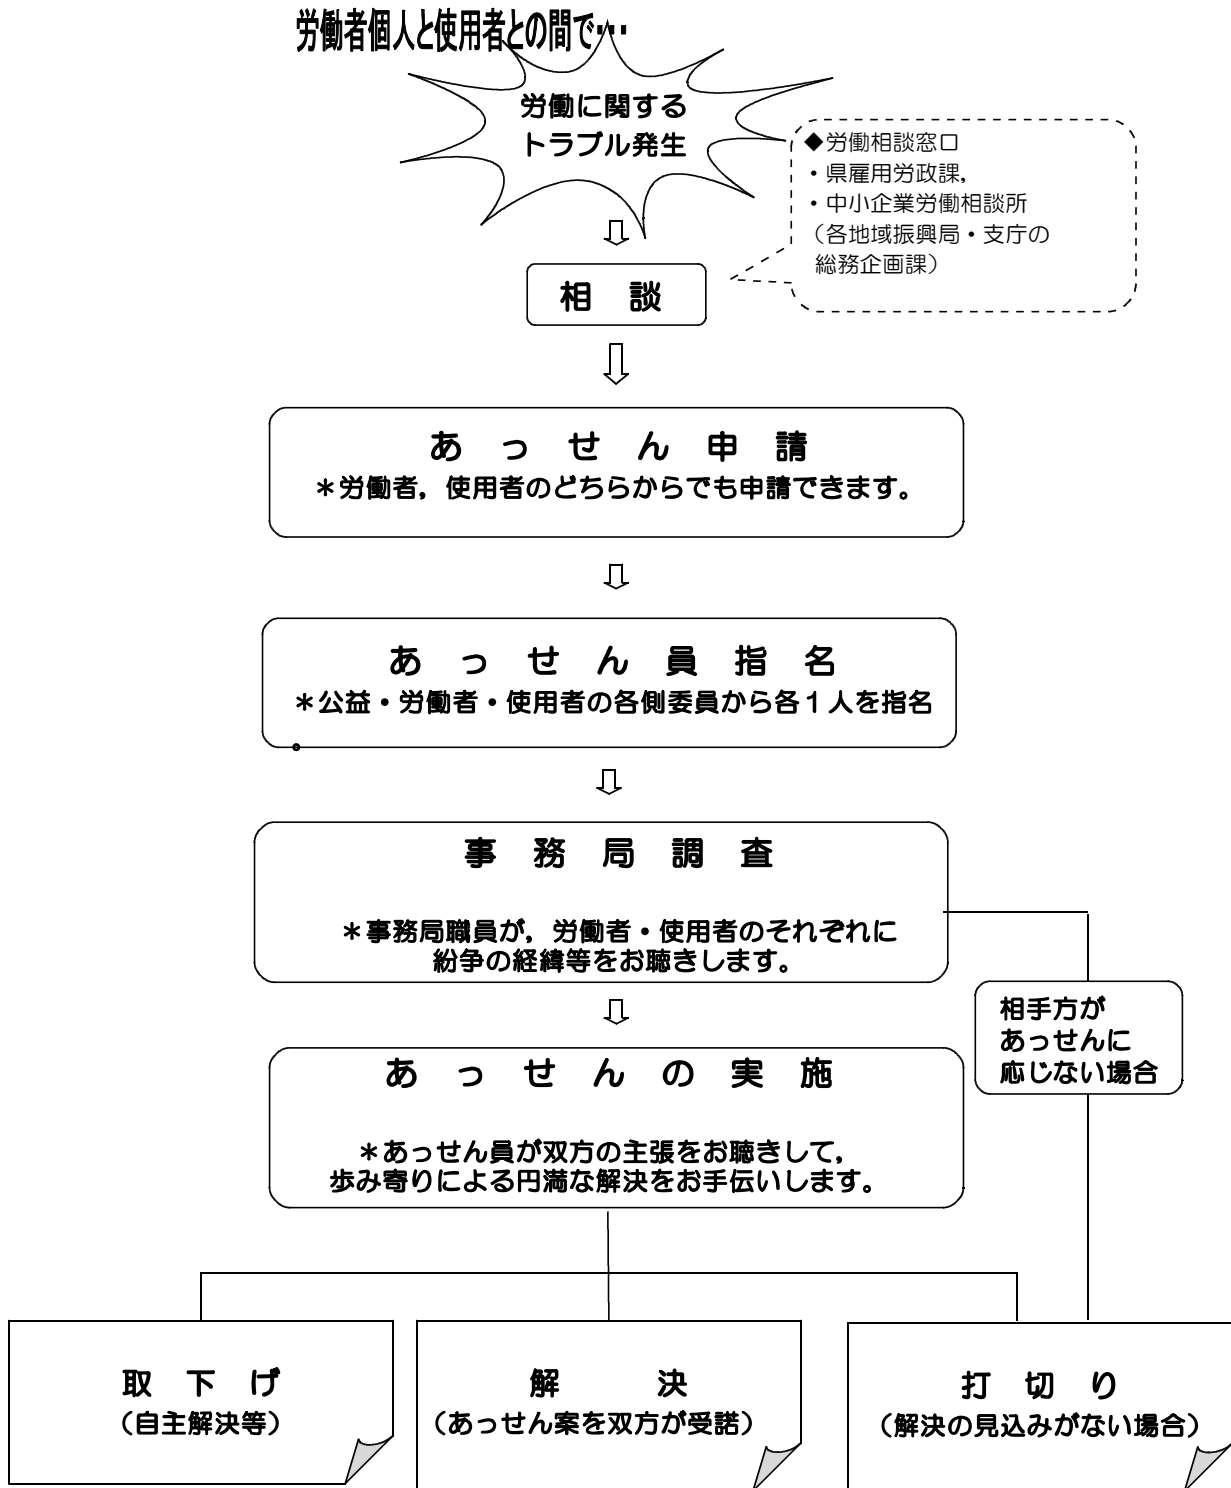 労働者個人と使用者との間で･･･
労働に関する
トラブル発生
◆労働相談窓口
・県雇用労政課，
・中小企業労働相談所
（各地域振興局・支庁の
総務企画課）
相　談
あ　っ　せ　ん　申　請
＊労働者，使用者のどちらからでも申請できます。
あ　っ　せ　ん　員　指　名
＊公益・労働者・使用者の各側委員から各１人を指名
。
事　務　局　調　査
＊事務局職員が，労働者・使用者のそれぞれに
紛争の経緯等をお聴きします。
相手方が
あっせんに
応じない場合
あ　っ　せ　ん　の　実　施
＊あっせん員が双方の主張をお聴きして，
歩み寄りによる円満な解決をお手伝いします。
取　下　げ
（自主解決等）
解　　　決
（あっせん案を双方が受諾）
打　切　り
（解決の見込みがない場合）